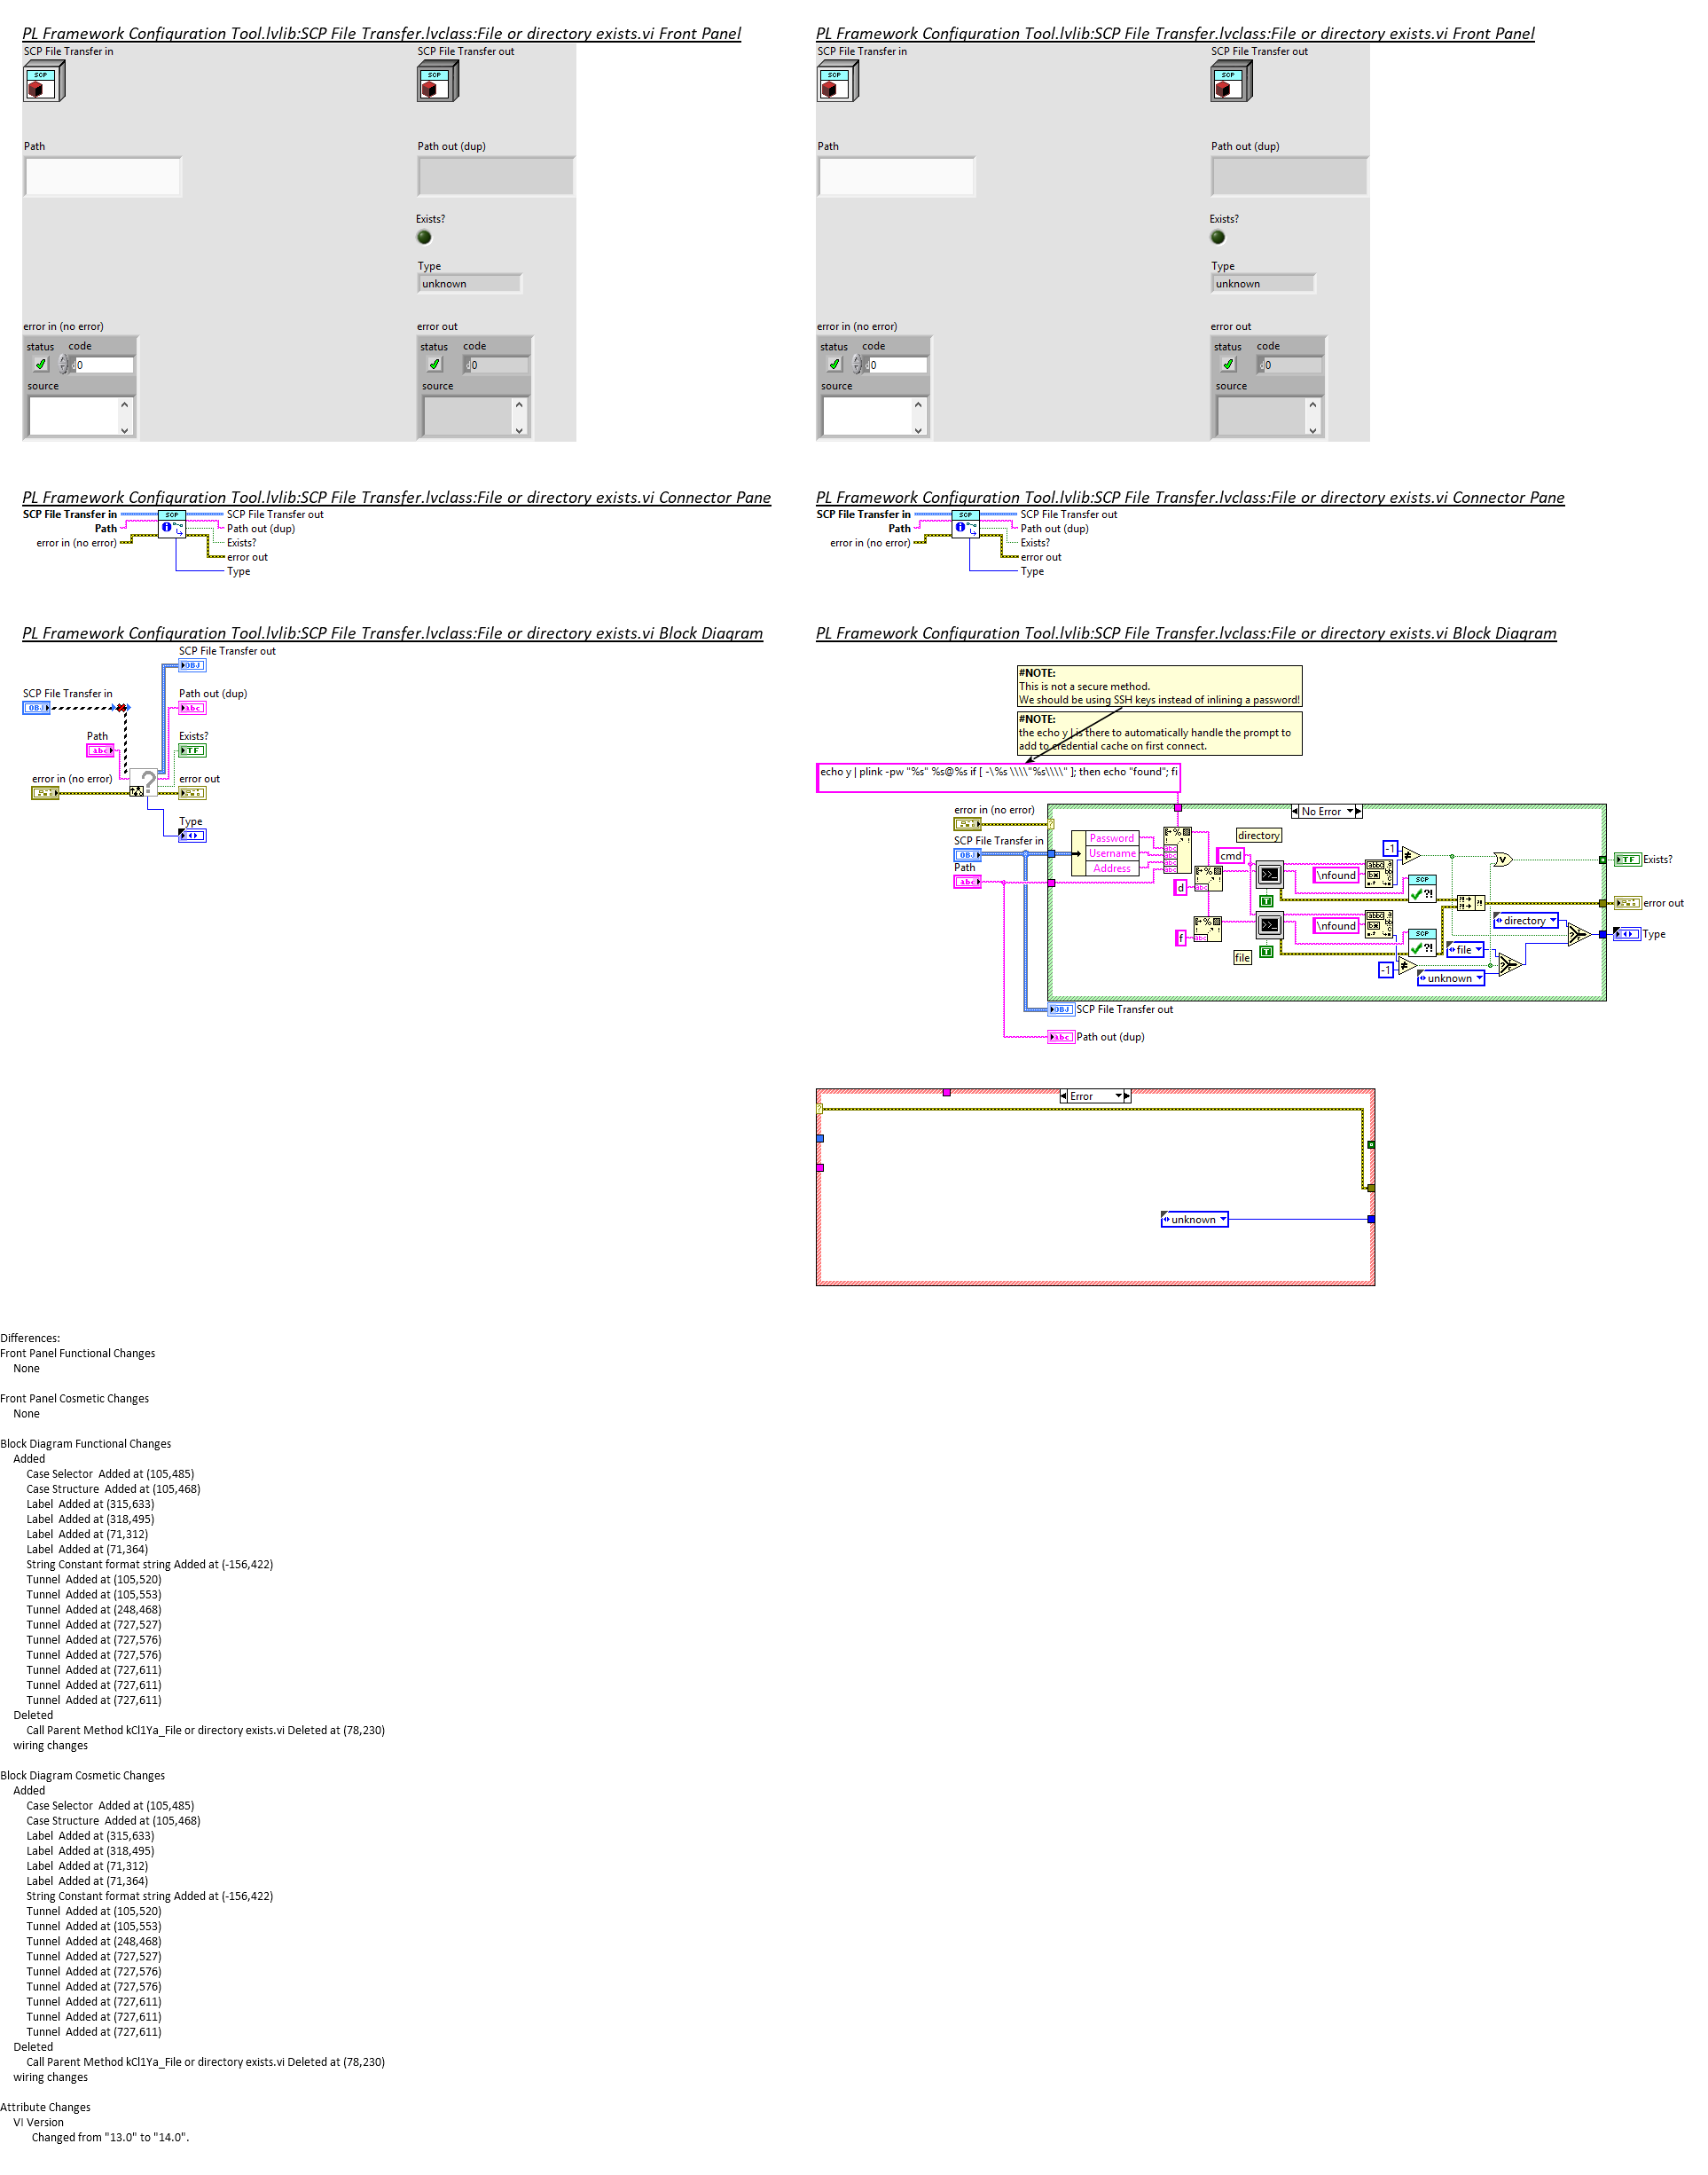 PL Framework Configuration Tool.lvlib:SCP File Transfer.lvclass:File or directory exists.vi Front Panel
SCP File Transfer in
SCP File Transfer out
SCP
SCP
Path
Path out (dup)
Exists?
Type
unknown
error in (no error)
error out
status code
status code
0
0
source
source
PL Framework Configuration Tool.lvlib:SCP File Transfer.lvclass:File or directory exists.vi Front Panel
SCP File Transfer in
SCP File Transfer out
SCP
SCP
Path
Path out (dup)
Exists?
Type
unknown
error in (no error)
error out
status code
status code
0
0
source
source
PL Framework Configuration Tool.lvlib:SCP File Transfer.lvclass:File or directory exists.vi Connector Pane
SCP File Transfer in
SCP
SCP File Transfer out
Path
Path out (dup)
error in (no error)
Exists?
error out
Type
PL Framework Configuration Tool.lvlib:SCP File Transfer.lvclass:File or directory exists.vi Connector Pane
SCP File Transfer in
SCP
SCP File Transfer out
Path
Path out (dup)
error in (no error)
Exists?
error out
Type
PL Framework Configuration Tool.lvlib:SCP File Transfer.lvclass:File or directory exists.vi Block Diagram
SCP File Transfer out
OBJ
SCP File Transfer in
OBJ
Path out (dup)
abc
Path
abc
Exists?
TF
error in (no error)
?
error out
Type
PL Framework Configuration Tool.lvlib:SCP File Transfer.lvclass:File or directory exists.vi Block Diagram
#NOTE:
This is not a secure method.
We should be using SSH keys instead of inlining a password!
#NOTE:
the echo y | is there to automatically handle the prompt to
add to credential cache on first connect.
echo y | plink -pw "%s" %s@%s if [ -\%s \\\\"%s\\\\" ]; then echo "found"; fi
error in (no error)
No Error
SCP File Transfer in
OBJ
Path
abc
Password
Username
Address
directory
cmd
d
f
file
T
T
\nfound
\nfound
-1
-1
SCP
SCP
V
directory
file
unknown
TF
Exists?
error out
Type
OBJ
SCP File Transfer out
abc
Path out (dup)
Error
unknown
Differences:
Front Panel Functional Changes
None
Front Panel Cosmetic Changes
None
Block Diagram Functional Changes
Added
Case Selector  Added at (105,485)
Case Structure  Added at (105,468)
Label  Added at (315,633)
Label  Added at (318,495)
Label  Added at (71,312)
Label  Added at (71,364)
String Constant format string Added at (-156,422)
Tunnel  Added at (105,520)
Tunnel  Added at (105,553)
Tunnel  Added at (248,468)
Tunnel  Added at (727,527)
Tunnel  Added at (727,576)
Tunnel  Added at (727,576)
Tunnel  Added at (727,611)
Tunnel  Added at (727,611)
Tunnel  Added at (727,611)
Deleted
Call Parent Method kCl1Ya_File or directory exists.vi Deleted at (78,230)
wiring changes
Block Diagram Cosmetic Changes
Added
Case Selector  Added at (105,485)
Case Structure  Added at (105,468)
Label  Added at (315,633)
Label  Added at (318,495)
Label  Added at (71,312)
Label  Added at (71,364)
String Constant format string Added at (-156,422)
Tunnel  Added at (105,520)
Tunnel  Added at (105,553)
Tunnel  Added at (248,468)
Tunnel  Added at (727,527)
Tunnel  Added at (727,576)
Tunnel  Added at (727,576)
Tunnel  Added at (727,611)
Tunnel  Added at (727,611)
Tunnel  Added at (727,611)
Deleted
Call Parent Method kCl1Ya_File or directory exists.vi Deleted at (78,230)
wiring changes
Attribute Changes
VI Version
Changed from "13.0" to "14.0".